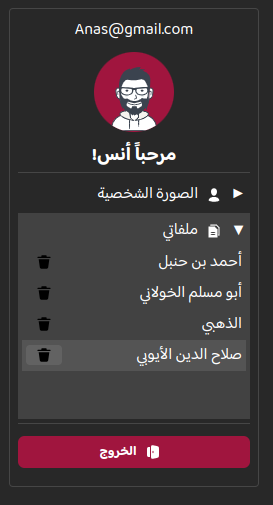 Anas@gmail.com
مرحباً أنس!
الصورة الشخصية
ملفاتي
أحمد بن حنبل
أبو مسلم الخولاني
الذهبي
صلاح الدين الأيوبي
الخروج